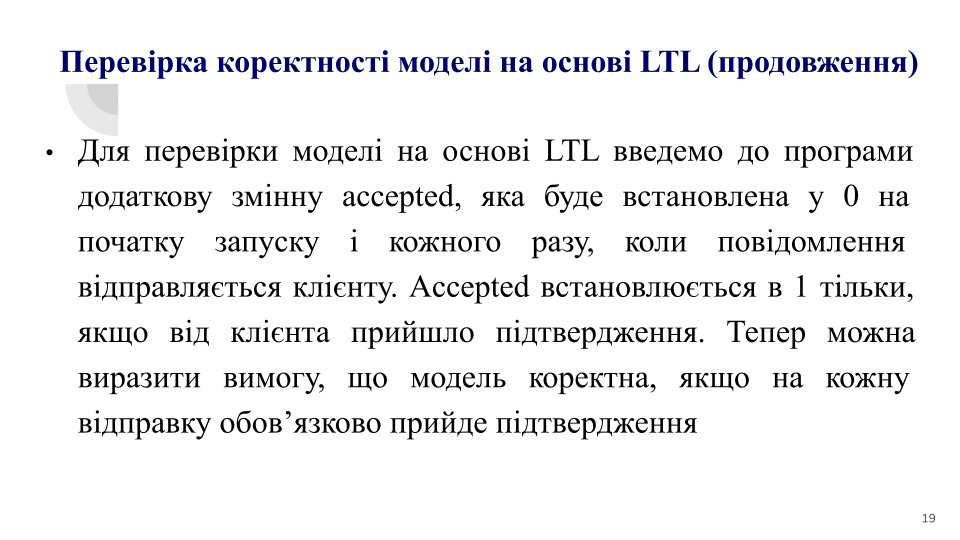 Перевірка коректності моделі на основі LTL (продовження)
• Для перевірки моделі на основі LTL введемо до програми
додаткову змінну accepted, яка буде встановлена у 0 на
початку запуску і кожного разу, коли повідомлення
відправляється клієнту. Accepted встановлюється в 1 тільки,
якщо від клієнта прийшло підтвердження. Тепер можна
виразити вимогу, що модель коректна, якщо на кожну
відправку обов’язково прийде підтвердження
19